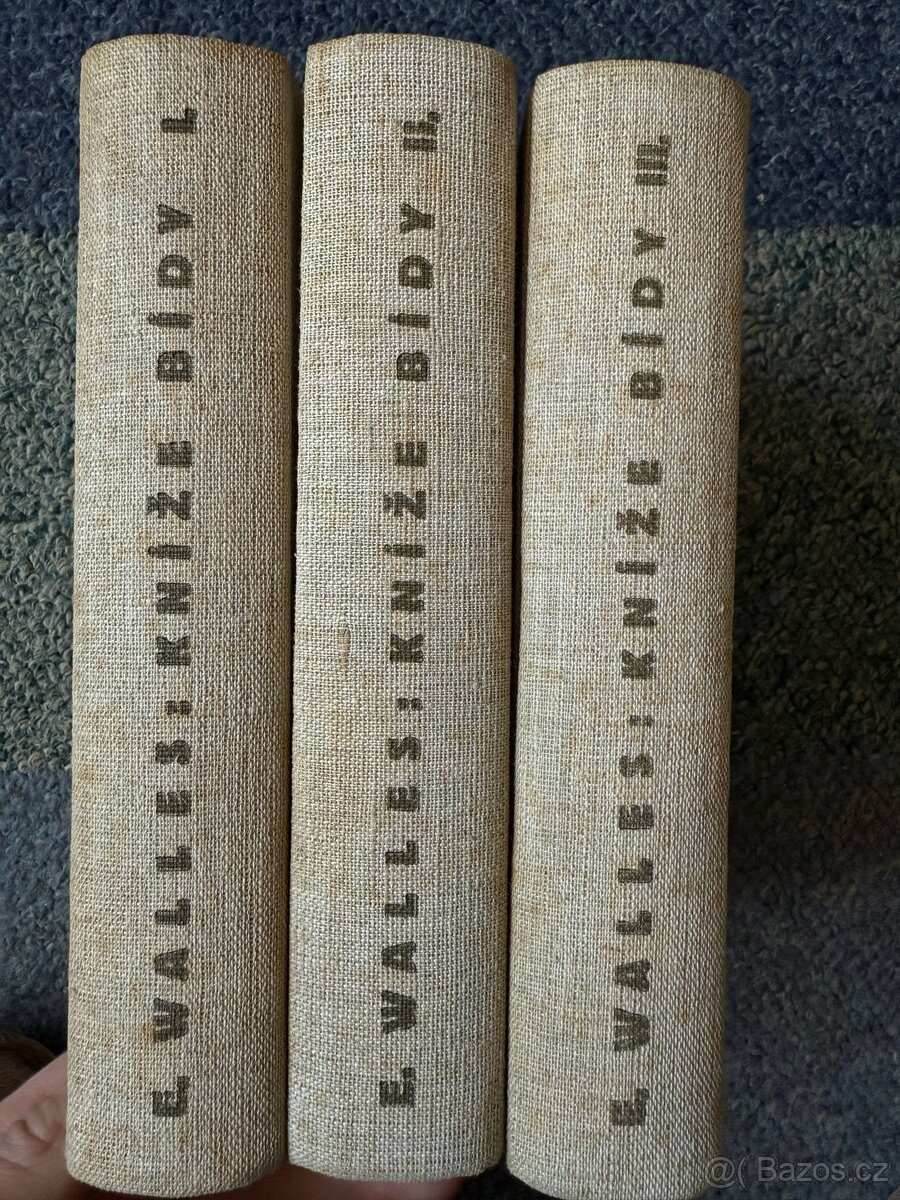 E. WALLES: KNÍŽE BÍDY I.
E. WALLES: KNÍŽE BÍDY II.
E. WALLES: KNÍŽE BÍDY III.
@( Bazos.cz